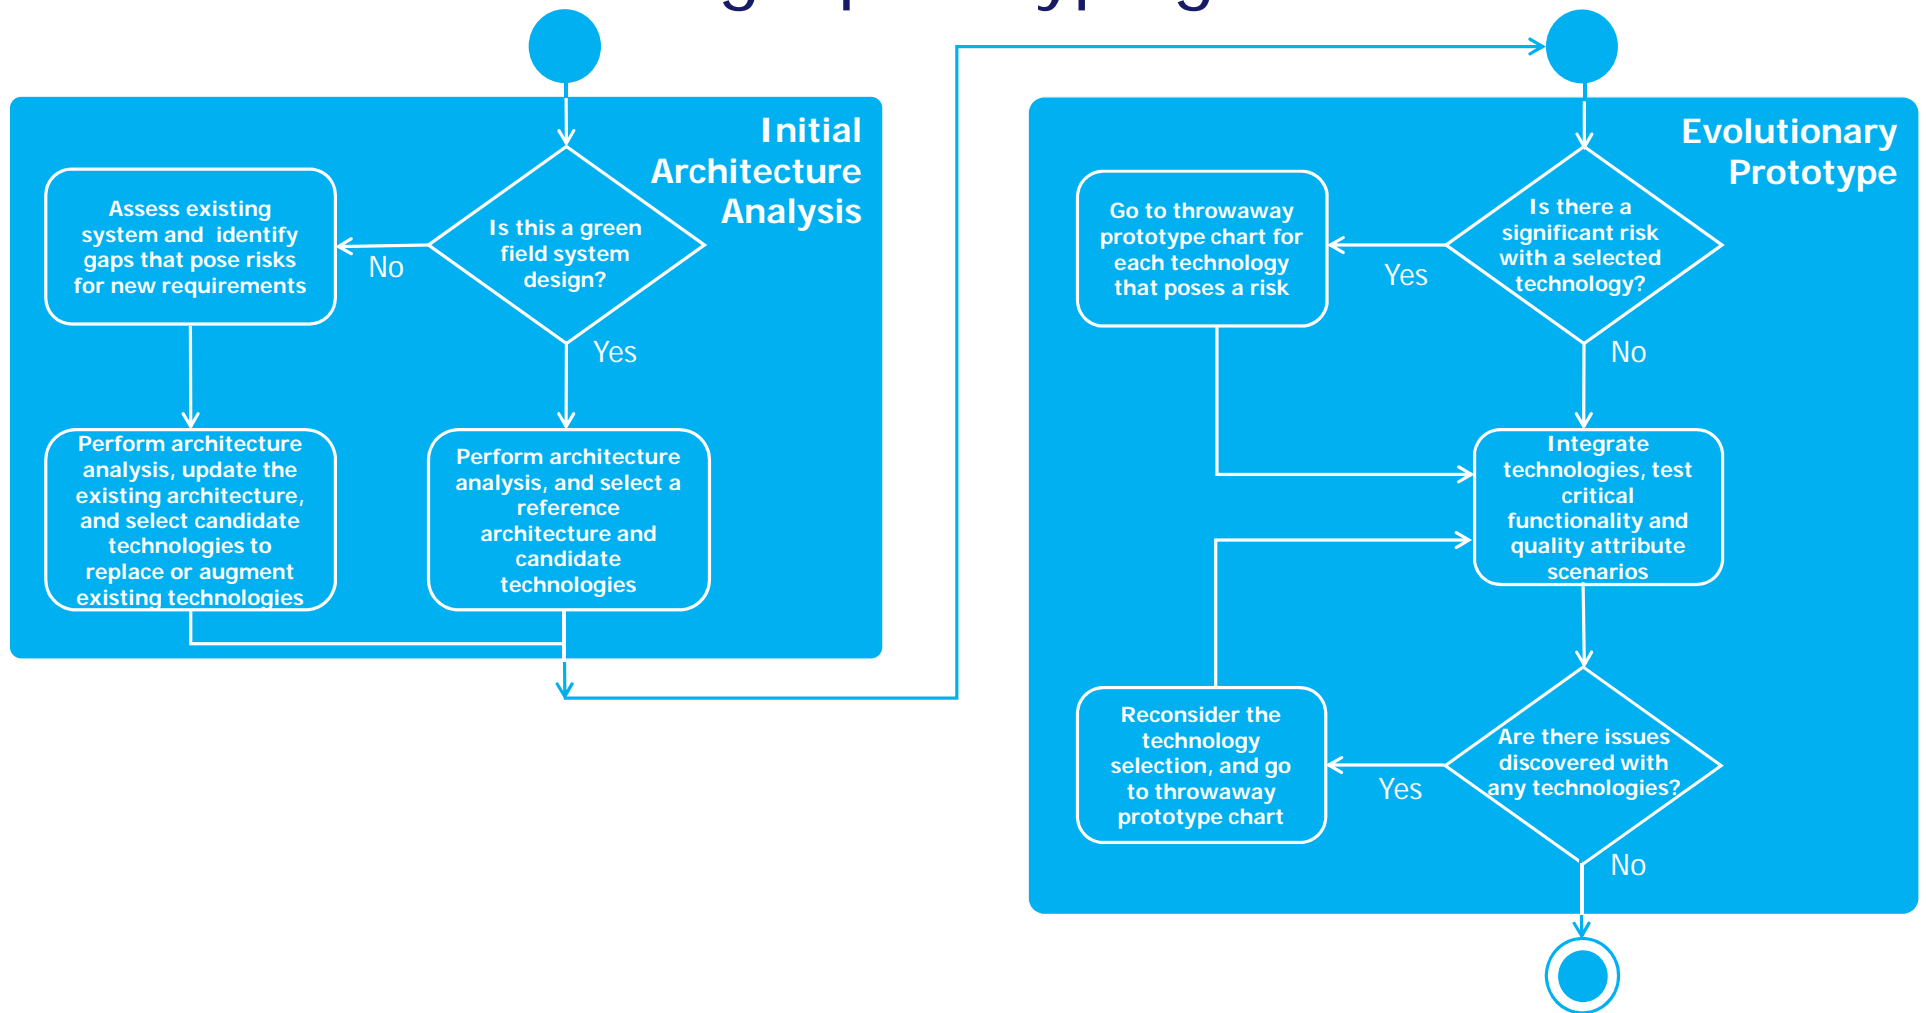 Initial
Architecture
Analysis
Assess existing
system and identify
gaps that pose risks
for new requirements
No
Is this a green
field system
design?
Yes
Perform architecture
analysis, update the
existing architecture,
and select candidate
technologies to
replace or augment
existing technologies
Perform architecture
analysis, and select a
reference
architecture and
candidate
technologies
Evolutionary
Prototype
Go to throwaway
prototype chart for
each technology
that poses a risk
Yes
Is there a
significant risk
with a selected
technology?
No
Integrate
technologies, test
critical
functionality and
quality attribute
scenarios
Reconsider the
technology
selection, and go
to throwaway
prototype chart
Yes
Are there issues
discovered with
any technologies?
No